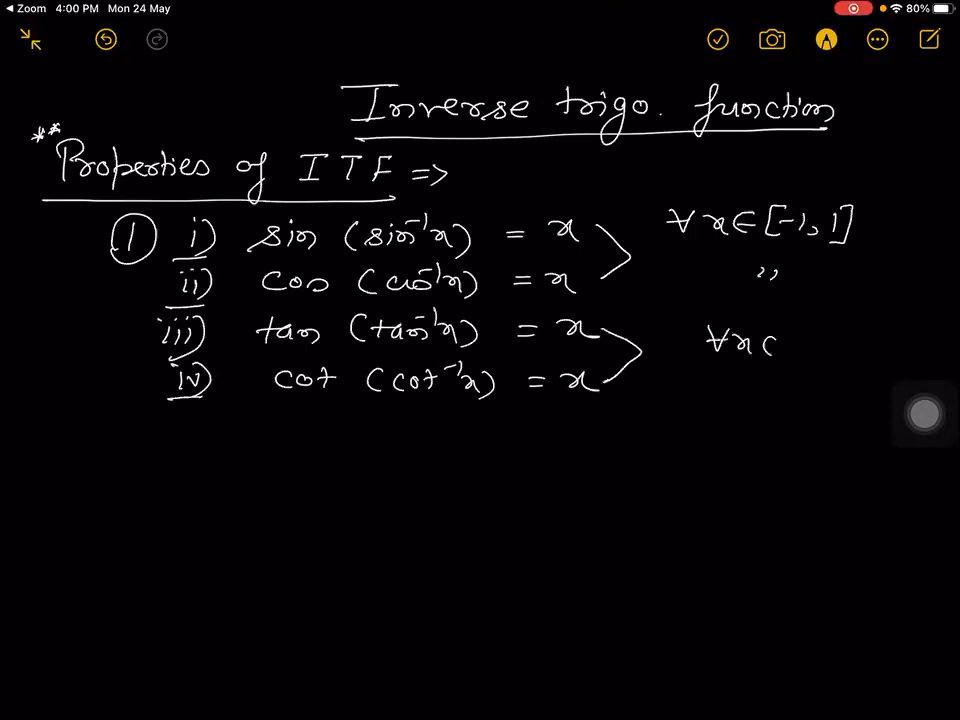 Zoom 4:00 PM Mon 24 May 80%
Inverse trigo. function
** Properties of ITF =>
① i) sin (sin⁻¹x) = x ∀ x ∈ [-1, 1]
ii) cos (cos⁻¹x) = x ,,
iii) tan (tan⁻¹x) = x ∀ x
iv) cot (cot⁻¹x) = x